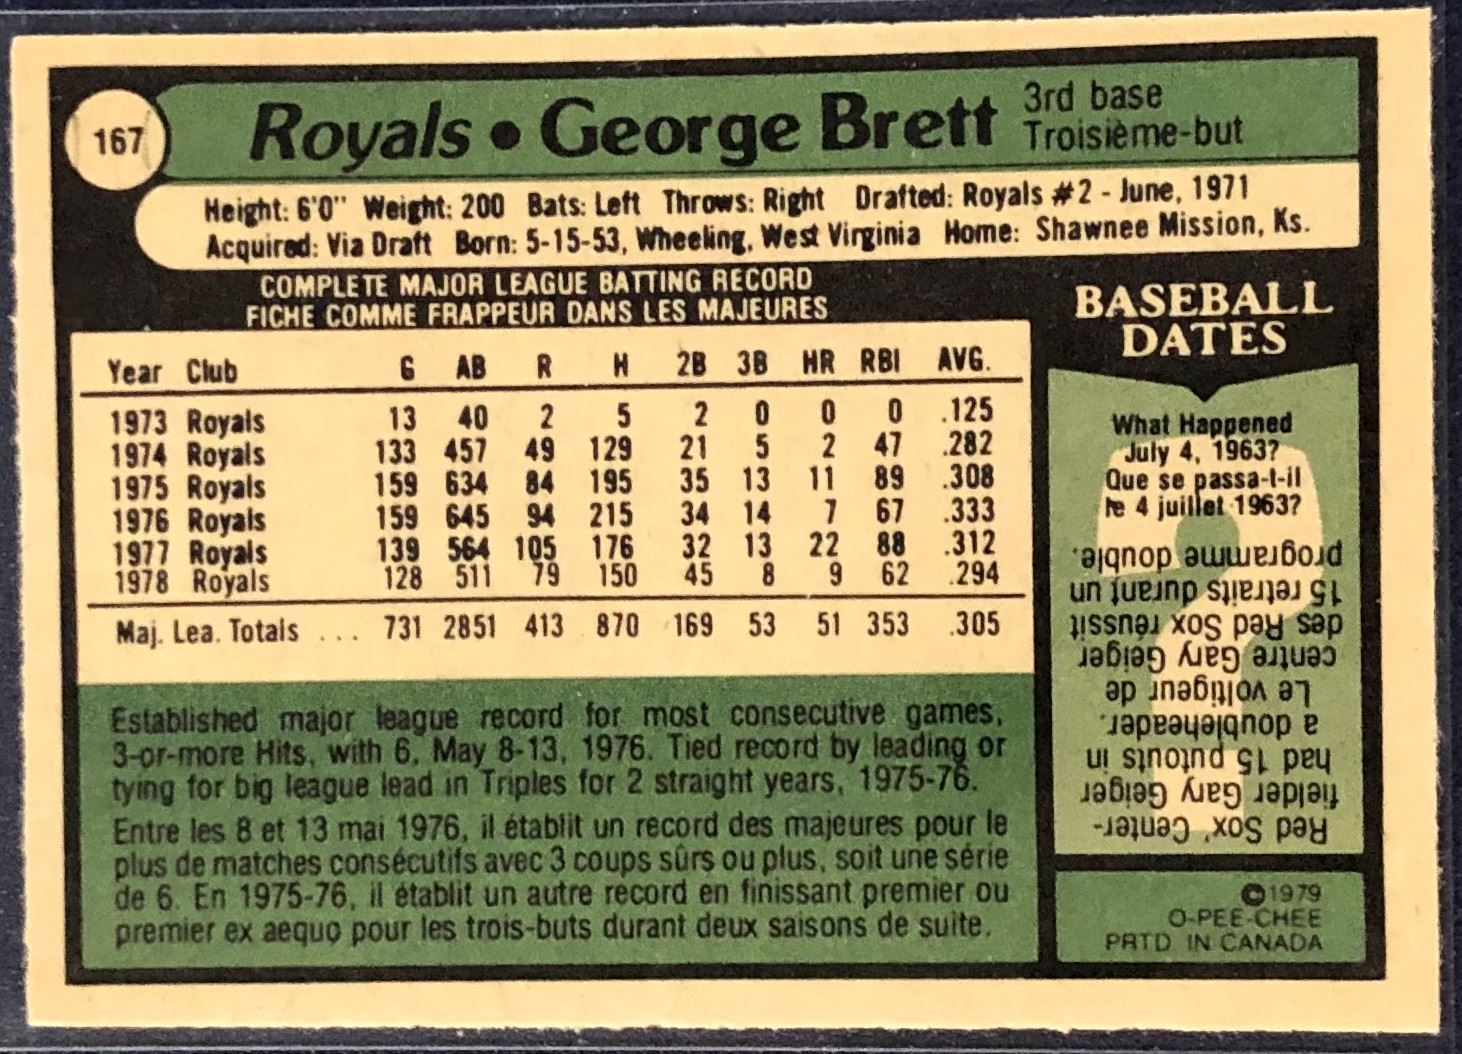 167
Royals • George Brett
3rd base
Troisième-but
Height: 6'0" Weight: 200 Bats: Left Throws: Right Drafted: Royals #2 - June, 1971
Acquired: Via Draft Born: 5-15-53, Wheeling, West Virginia Home: Shawnee Mission, Ks.
COMPLETE MAJOR LEAGUE BATTING RECORD
FICHE COMME FRAPPEUR DANS LES MAJEURES
Year Club G AB R H 2B 3B HR RBI AVG.
1973 Royals 13 40 2 5 2 0 0 0 .125
1974 Royals 133 457 49 129 21 5 2 47 .282
1975 Royals 159 634 84 195 35 13 11 89 .308
1976 Royals 159 645 94 215 34 14 7 67 .333
1977 Royals 139 564 105 176 32 13 22 88 .312
1978 Royals 128 511 79 150 45 8 9 62 .294
Maj. Lea. Totals ... 731 2851 413 870 169 53 51 353 .305
Established major league record for most consecutive games,
3-or-more Hits, with 6, May 8-13, 1976. Tied record by leading or
tying for big league lead in Triples for 2 straight years, 1975-76.
Entre les 8 et 13 mai 1976, il établit un record des majeures pour le
plus de matches consécutifs avec 3 coups sûrs ou plus, soit une série
de 6. En 1975-76, il établit un autre record en finissant premier ou
premier ex aequo pour les trois-buts durant deux saisons de suite.
BASEBALL
DATES
What Happened
July 4, 1963?
Que se passa-t-il
le 4 juillet 1963?
Red Sox' Center-
fielder Gary Geiger
had 15 putouts in
a doubleheader.
Le voltigeur de
centre Gary Geiger
des Red Sox réussit
15 retraits durant un
programme double.
©1979
O-PEE-CHEE
PRTD IN CANADA